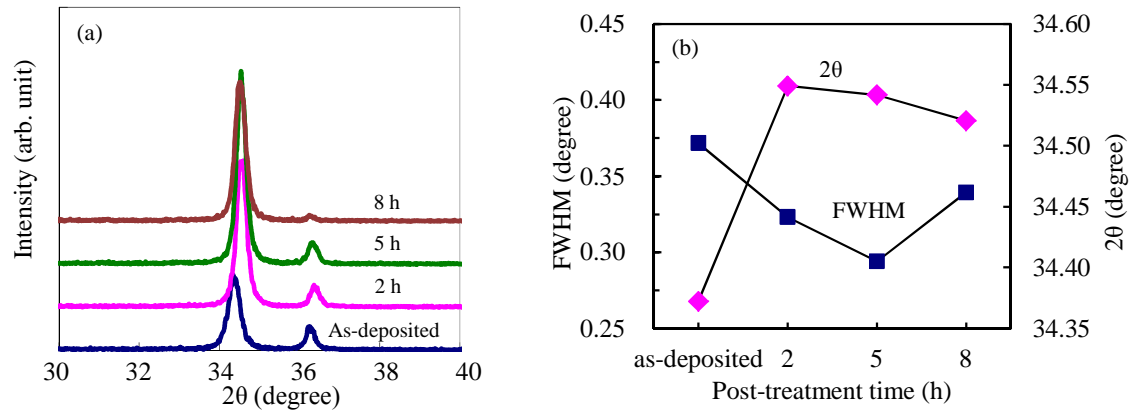 (a)
Intensity (arb. unit)
8 h
5 h
2 h
As-deposited
30 32 34 36 38 40
2θ (degree)
(b)
0.45
0.40
0.35
0.30
0.25
FWHM (degree)
2θ
FWHM
34.60
34.55
34.50
34.45
34.40
34.35
2θ (degree)
as-deposited 2 5 8
Post-treatment time (h)